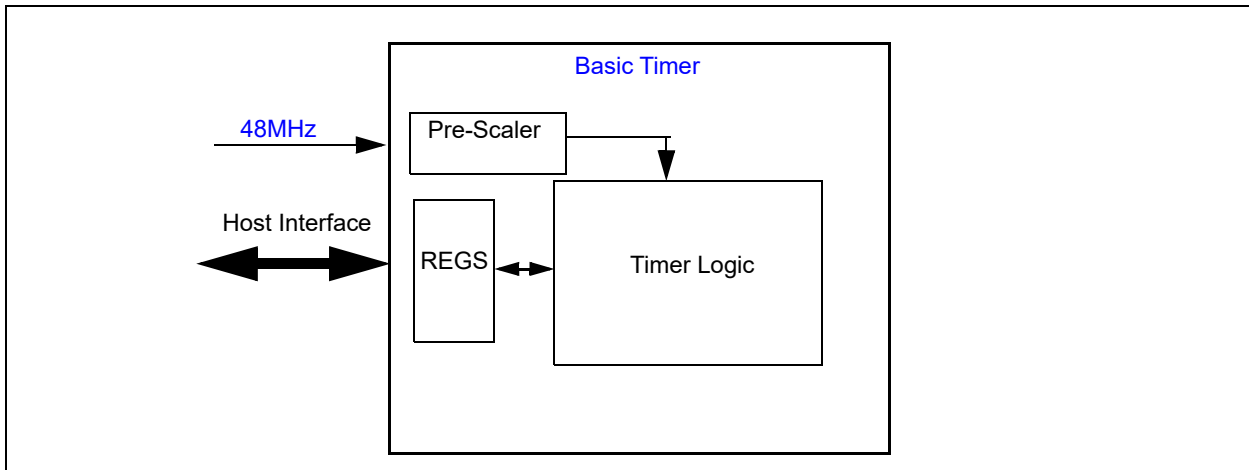 Basic Timer
48MHz
Pre-Scaler
Host Interface
REGS
Timer Logic